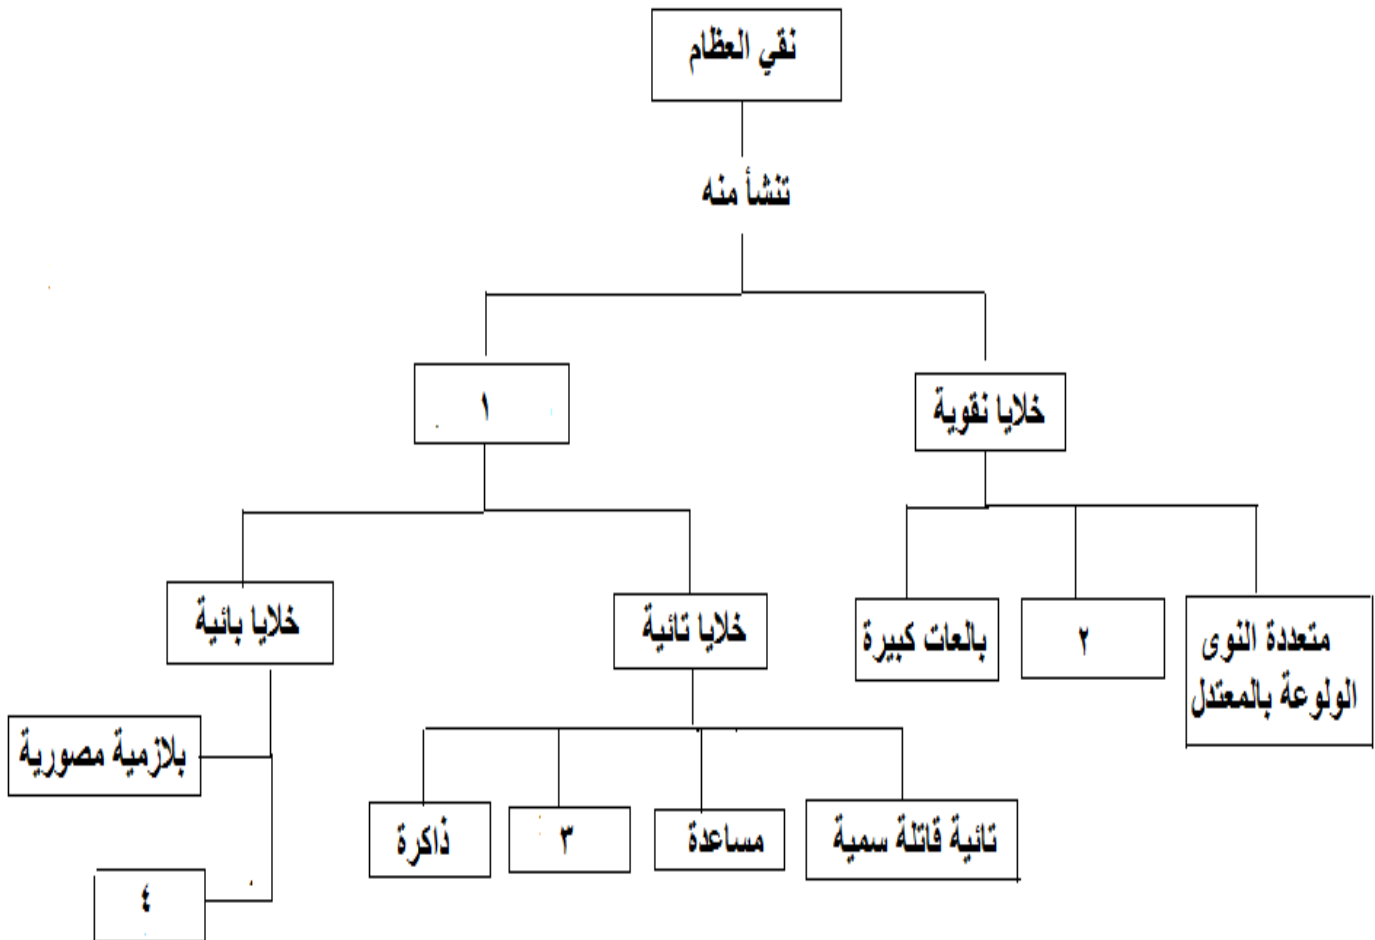 نقي العظام
تنشأ منه
خلايا نقوية
١
متعددة النوى
الولوعة بالمعتدل
٢
بالعات كبيرة
خلايا تائية
خلايا بائية
تائية قاتلة سمية
مساعدة
٣
ذاكرة
بلازمية مصورية
٤